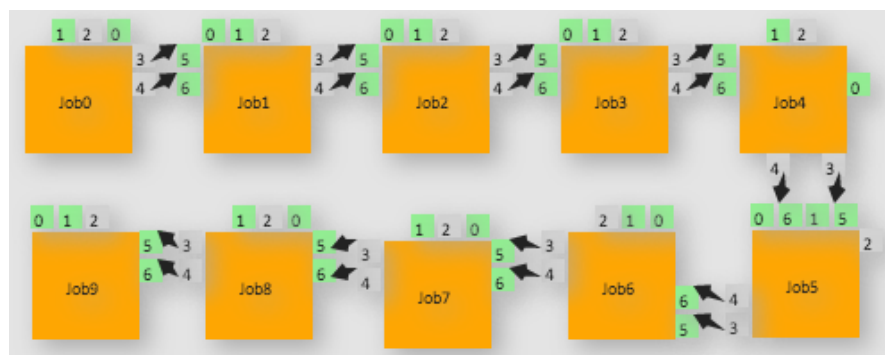 1 2 0 0 1 2 0 1 2 0 1 2 1 2
3 5 3 5 3 5 3 5
4 6 4 6 4 6 4 6 0
Job0 Job1 Job2 Job3 Job4
4 3
0 1 2 1 2 0 1 2 0 2 1 0 0 6 1 5
5 3 5 3 5 3 2
6 4 6 4 6 4
Job9 Job8 Job7 Job6 Job5
6 4
5 3